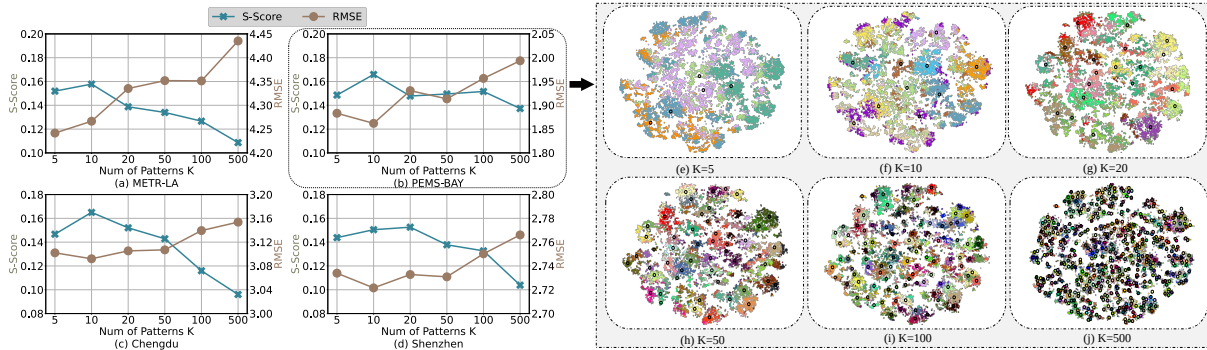 S-Score RMSE
0.20 4.45 0.20 2.05
0.18 4.40 0.18 2.00
0.16 4.35 0.16 1.95
0.14 4.30 0.14 1.90
0.12 4.25 0.12 1.85
0.10 4.20 0.10 1.80
S-Score RMSE S-Score RMSE
5 10 20 50 100 500 5 10 20 50 100 500
Num of Patterns K Num of Patterns K
(a) METR-LA (b) PEMS-BAY
0.18 3.20 0.20 2.80
0.16 3.16 0.18 2.78
0.14 3.12 0.16 2.76
0.12 3.08 0.14 2.74
0.10 3.04 0.12 2.72
0.08 3.00 0.10 2.70
0.08
S-Score RMSE S-Score RMSE
5 10 20 50 100 500 5 10 20 50 100 500
Num of Patterns K Num of Patterns K
(c) Chengdu (d) Shenzhen
(e) K=5 (f) K=10 (g) K=20
(h) K=50 (i) K=100 (j) K=500